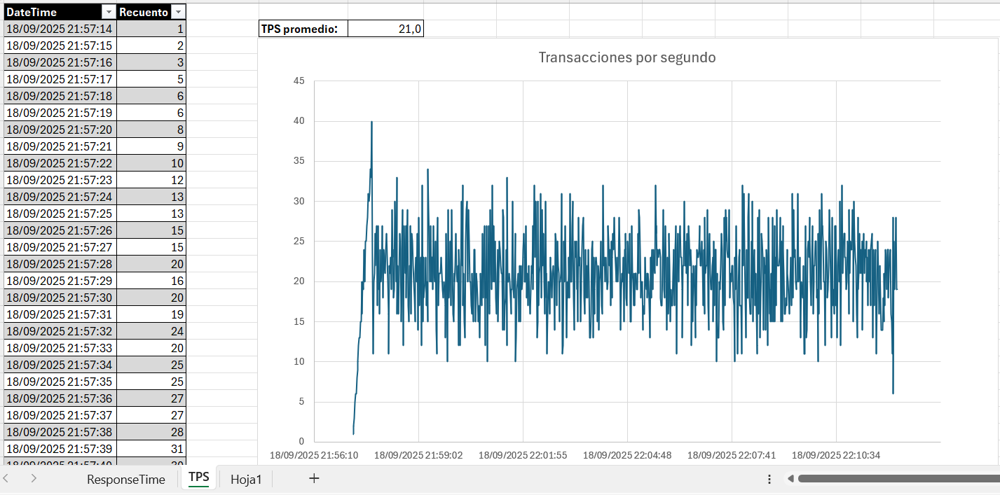 DateTime Recuento
18/09/2025 21:57:14 1
TPS promedio: 21,0
18/09/2025 21:57:15 2
18/09/2025 21:57:16 3
18/09/2025 21:57:17 5
18/09/2025 21:57:18 6
18/09/2025 21:57:19 6
18/09/2025 21:57:20 8
18/09/2025 21:57:21 9
18/09/2025 21:57:22 10
18/09/2025 21:57:23 12
18/09/2025 21:57:24 13
18/09/2025 21:57:25 13
18/09/2025 21:57:26 15
18/09/2025 21:57:27 15
18/09/2025 21:57:28 20
18/09/2025 21:57:29 16
18/09/2025 21:57:30 20
18/09/2025 21:57:31 19
18/09/2025 21:57:32 24
18/09/2025 21:57:33 20
18/09/2025 21:57:34 25
18/09/2025 21:57:35 25
18/09/2025 21:57:36 27
18/09/2025 21:57:37 27
18/09/2025 21:57:38 28
18/09/2025 21:57:39 31
18/09/2025 21:57:40 30
Transacciones por segundo
45
40
35
30
25
20
15
10
5
0
18/09/2025 21:56:10 18/09/2025 21:59:02 18/09/2025 22:01:55 18/09/2025 22:04:48 18/09/2025 22:07:41 18/09/2025 22:10:34
ResponseTime TPS Hoja1